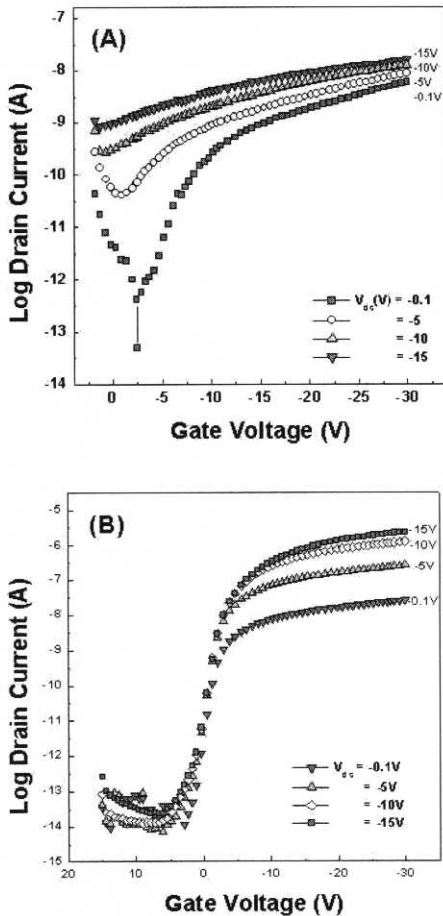 -7
(A)
-15V
-8
-10V
-5V
-0.1V
-9
-10
-11
-12
V_ds(V) = -0.1
= -5
-13
= -10
= -15
-14
0 -5 -10 -15 -20 -25 -30
Log Drain Current (A)
Gate Voltage (V)
-5
(B)
-15V
-6
-10V
-5V
-7
-0.1V
-8
-9
-10
-11
-12
V_ds = -0.1V
-13
= -5V
= -10V
-14
= -15V
-15
20 10 0 -10 -20 -30
Log Drain Current (A)
Gate Voltage (V)